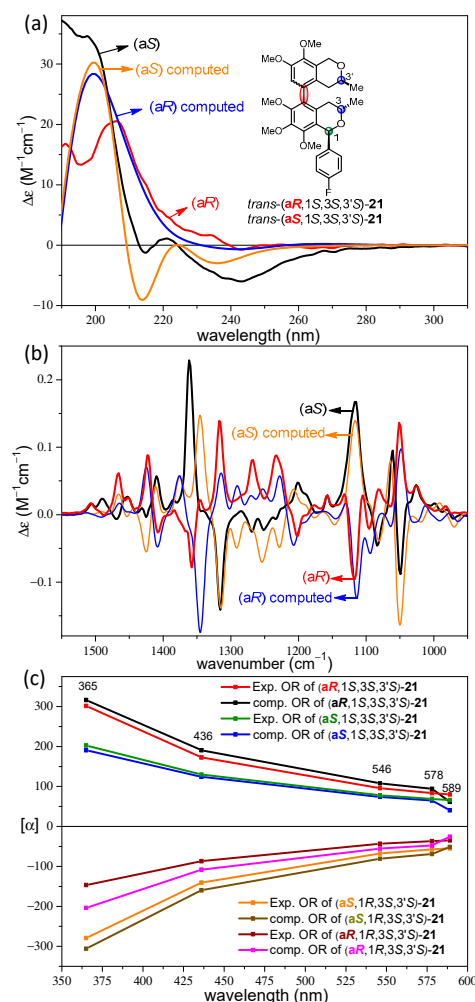 (a)
(aS)
(aS) computed
(aR) computed
(aR)
OMe
MeO
O
3'
MeO
Me
MeO
3
Me
MeO
O
OMe
1
F
trans-(aR,1S,3S,3'S)-21
trans-(aS,1S,3S,3'S)-21
Δε (M⁻¹cm⁻¹)
30
20
10
0
−10
200 220 240 260 280 300
wavelength (nm)
(b)
(aS)
(aS) computed
(aR)
(aR) computed
Δε (M⁻¹cm⁻¹)
0.2
0.1
0.0
−0.1
1500 1400 1300 1200 1100 1000
wavenumber (cm⁻¹)
(c)
365
436
546
578
589
Exp. OR of (aR,1S,3S,3'S)-21
comp. OR of (aR,1S,3S,3'S)-21
Exp. OR of (aS,1S,3S,3'S)-21
comp. OR of (aS,1S,3S,3'S)-21
[α]
300
200
100
0
-100
-200
-300
Exp. OR of (aS,1R,3S,3'S)-21
comp. OR of (aS,1R,3S,3'S)-21
Exp. OR of (aR,1R,3S,3'S)-21
comp. OR of (aR,1R,3S,3'S)-21
350 375 400 425 450 475 500 525 550 575 600
wavelength (nm)